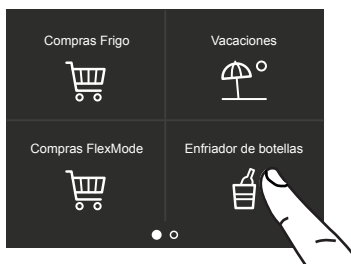 Compras Frigo
Vacaciones
Compras FlexMode
Enfriador de botellas